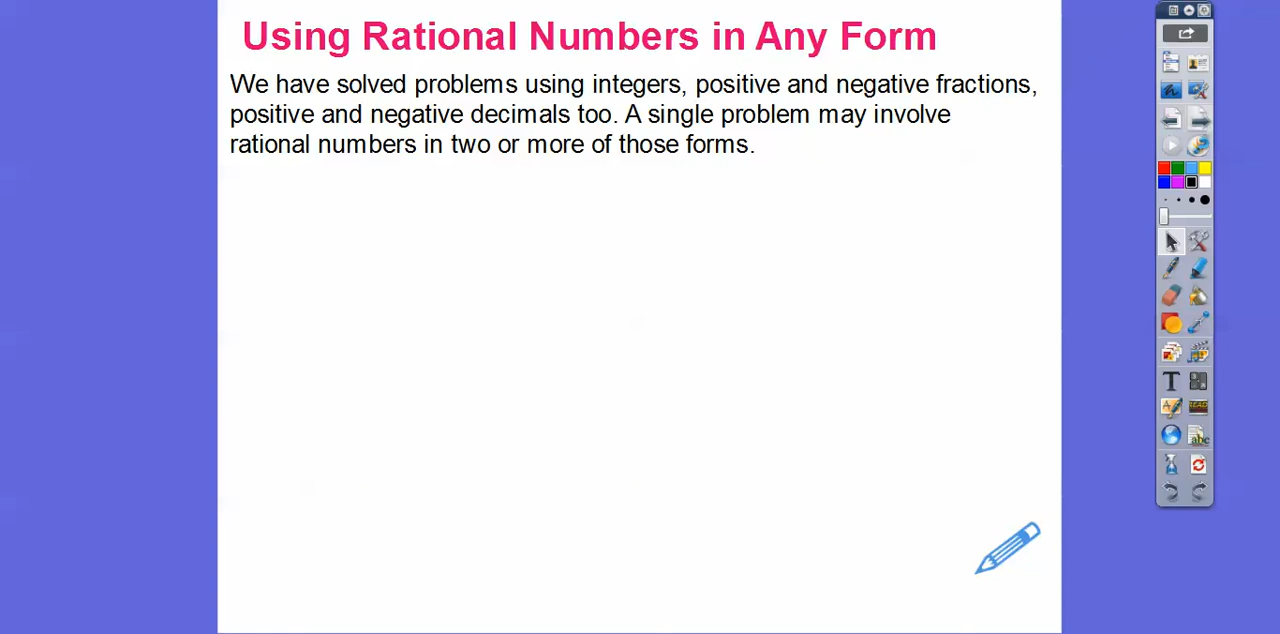 Using Rational Numbers in Any Form
We have solved problems using integers, positive and negative fractions,
positive and negative decimals too. A single problem may involve
rational numbers in two or more of those forms.